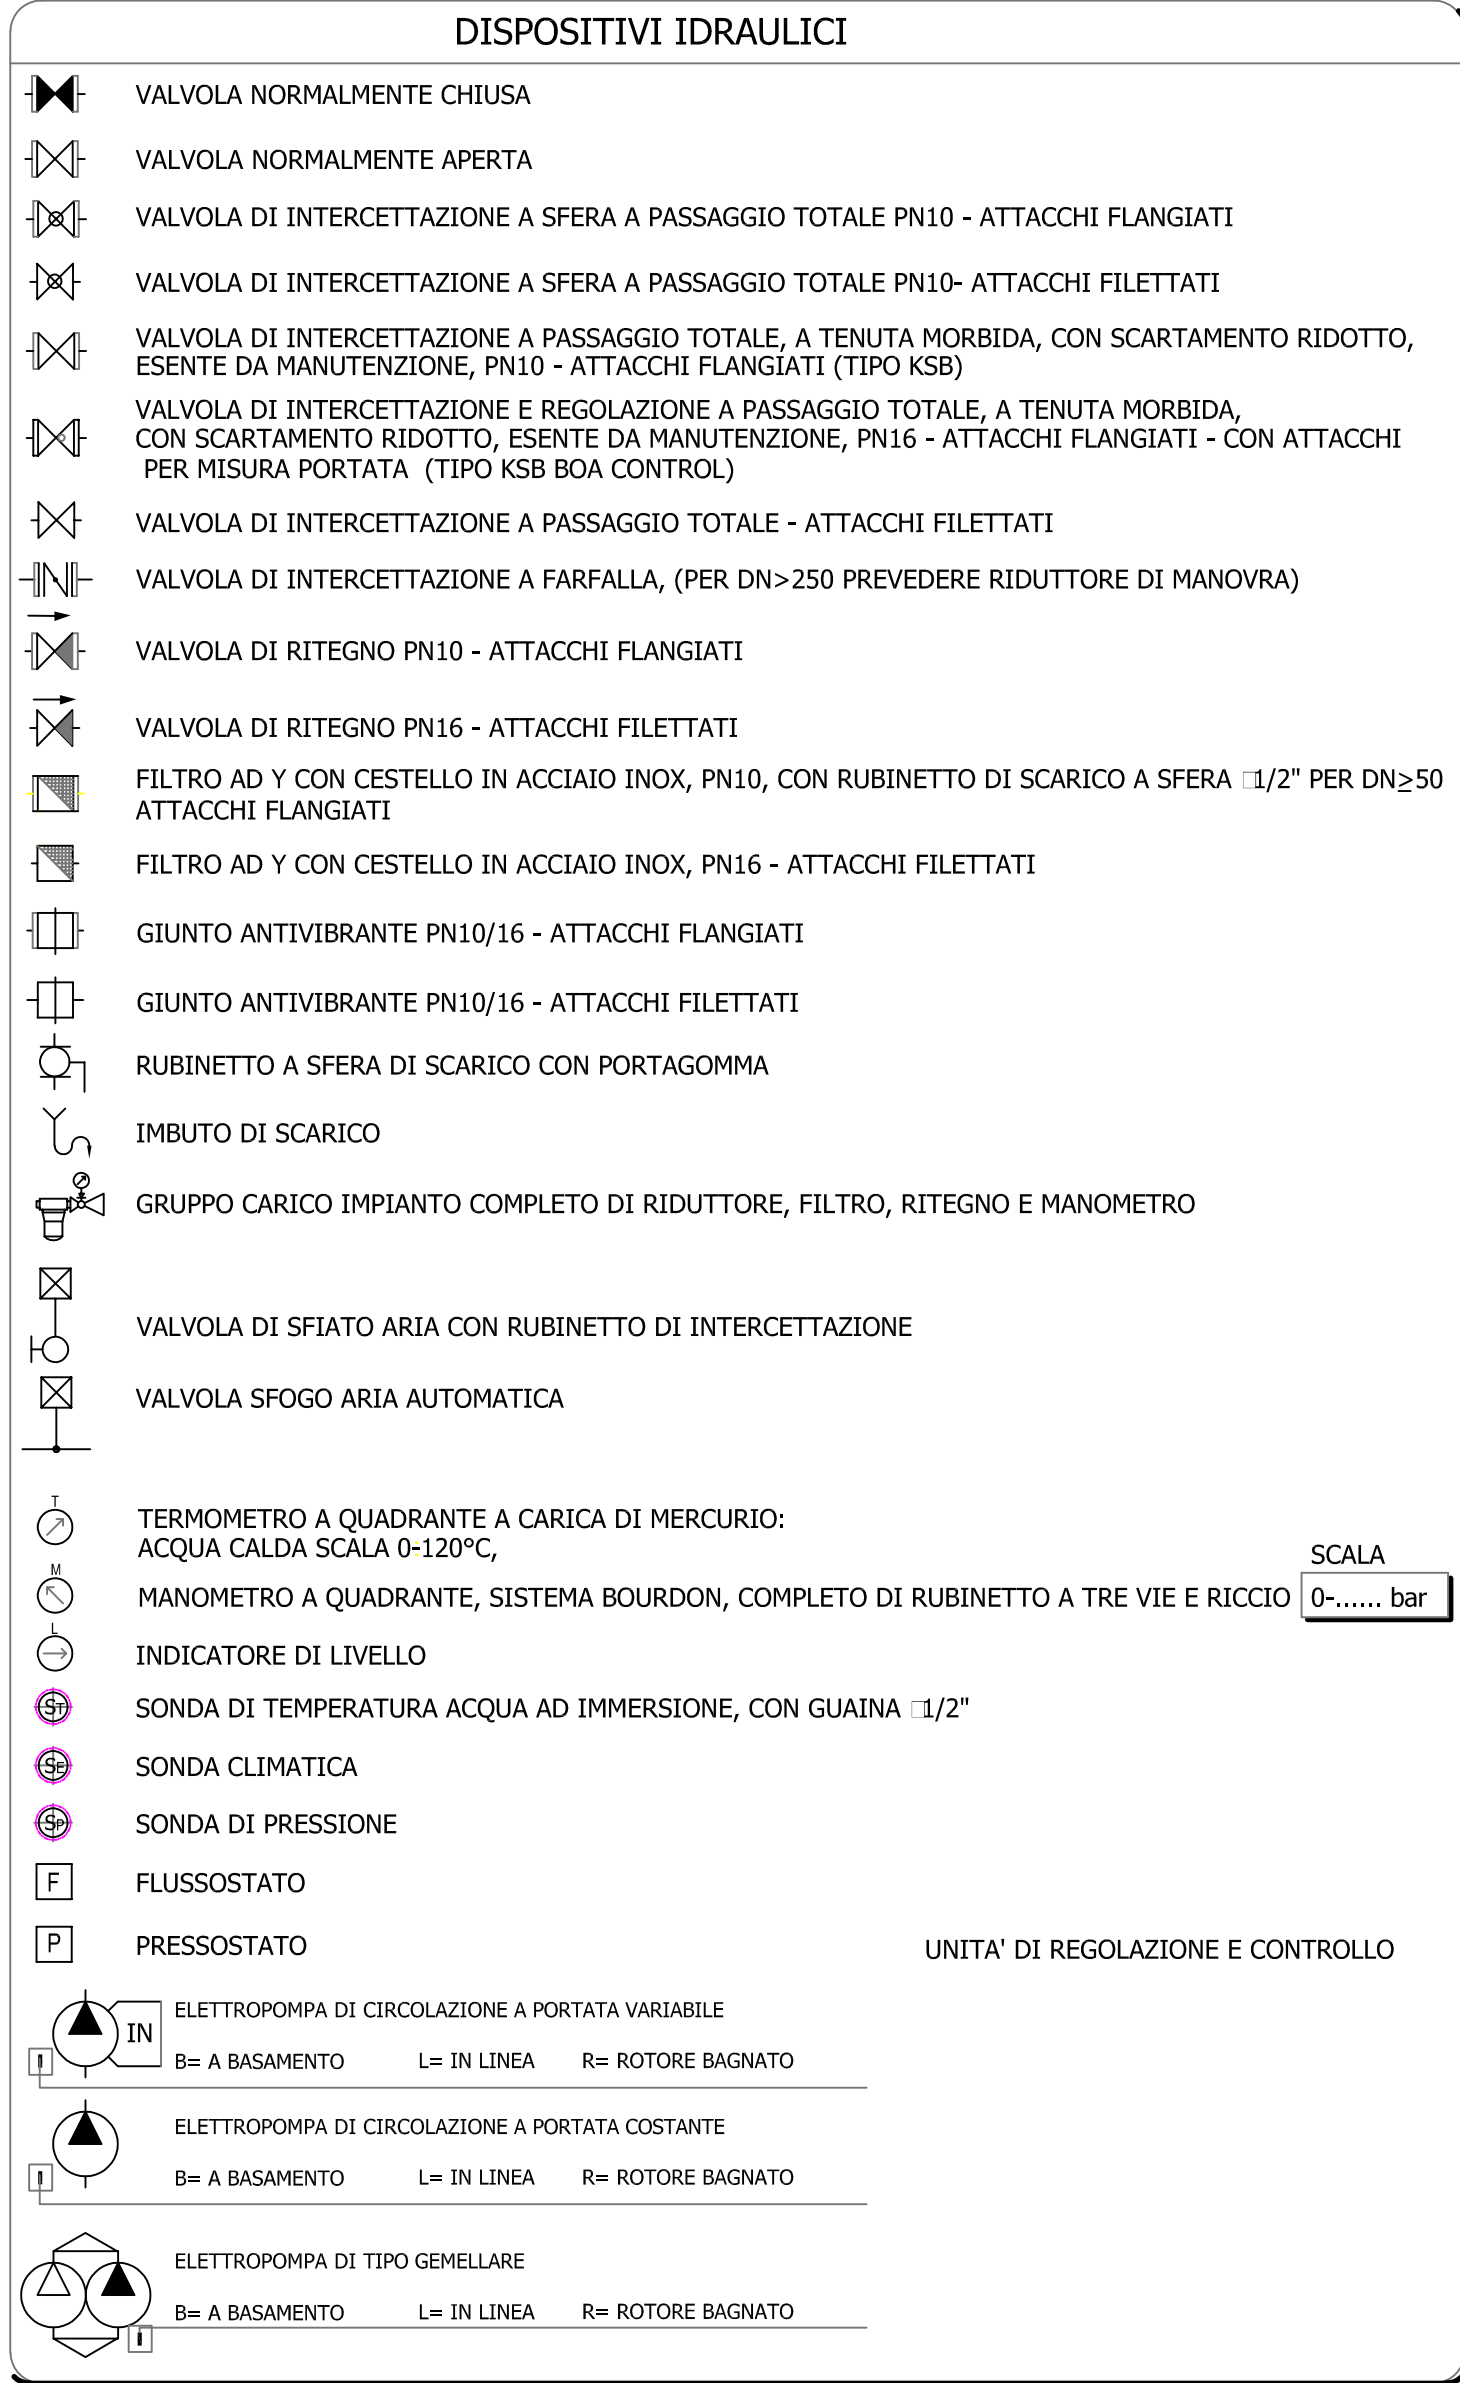 DISPOSITIVI IDRAULICI
VALVOLA NORMALMENTE CHIUSA
VALVOLA NORMALMENTE APERTA
VALVOLA DI INTERCETTAZIONE A SFERA A PASSAGGIO TOTALE PN10 - ATTACCHI FLANGIATI
VALVOLA DI INTERCETTAZIONE A SFERA A PASSAGGIO TOTALE PN10- ATTACCHI FILETTATI
VALVOLA DI INTERCETTAZIONE A PASSAGGIO TOTALE, A TENUTA MORBIDA, CON SCARTAMENTO RIDOTTO,
ESENTE DA MANUTENZIONE, PN10 - ATTACCHI FLANGIATI (TIPO KSB)
VALVOLA DI INTERCETTAZIONE E REGOLAZIONE A PASSAGGIO TOTALE, A TENUTA MORBIDA,
CON SCARTAMENTO RIDOTTO, ESENTE DA MANUTENZIONE, PN16 - ATTACCHI FLANGIATI - CON ATTACCHI
PER MISURA PORTATA (TIPO KSB BOA CONTROL)
VALVOLA DI INTERCETTAZIONE A PASSAGGIO TOTALE - ATTACCHI FILETTATI
VALVOLA DI INTERCETTAZIONE A FARFALLA, (PER DN>250 PREVEDERE RIDUTTORE DI MANOVRA)
VALVOLA DI RITEGNO PN10 - ATTACCHI FLANGIATI
VALVOLA DI RITEGNO PN16 - ATTACCHI FILETTATI
FILTRO AD Y CON CESTELLO IN ACCIAIO INOX, PN10, CON RUBINETTO DI SCARICO A SFERA □1/2" PER DN≥50
ATTACCHI FLANGIATI
FILTRO AD Y CON CESTELLO IN ACCIAIO INOX, PN16 - ATTACCHI FILETTATI
GIUNTO ANTIVIBRANTE PN10/16 - ATTACCHI FLANGIATI
GIUNTO ANTIVIBRANTE PN10/16 - ATTACCHI FILETTATI
RUBINETTO A SFERA DI SCARICO CON PORTAGOMMA
IMBUTO DI SCARICO
GRUPPO CARICO IMPIANTO COMPLETO DI RIDUTTORE, FILTRO, RITEGNO E MANOMETRO
VALVOLA DI SFIATO ARIA CON RUBINETTO DI INTERCETTAZIONE
VALVOLA SFOGO ARIA AUTOMATICA
T
TERMOMETRO A QUADRANTE A CARICA DI MERCURIO:
ACQUA CALDA SCALA 0-120°C,
SCALA
M
MANOMETRO A QUADRANTE, SISTEMA BOURDON, COMPLETO DI RUBINETTO A TRE VIE E RICCIO
0-...... bar
L
INDICATORE DI LIVELLO
ST SONDA DI TEMPERATURA ACQUA AD IMMERSIONE, CON GUAINA □1/2"
SE SONDA CLIMATICA
SP SONDA DI PRESSIONE
F FLUSSOSTATO
P PRESSOSTATO
UNITA' DI REGOLAZIONE E CONTROLLO
ELETTROPOMPA DI CIRCOLAZIONE A PORTATA VARIABILE
IN
B= A BASAMENTO L= IN LINEA R= ROTORE BAGNATO
ELETTROPOMPA DI CIRCOLAZIONE A PORTATA COSTANTE
B= A BASAMENTO L= IN LINEA R= ROTORE BAGNATO
ELETTROPOMPA DI TIPO GEMELLARE
B= A BASAMENTO L= IN LINEA R= ROTORE BAGNATO